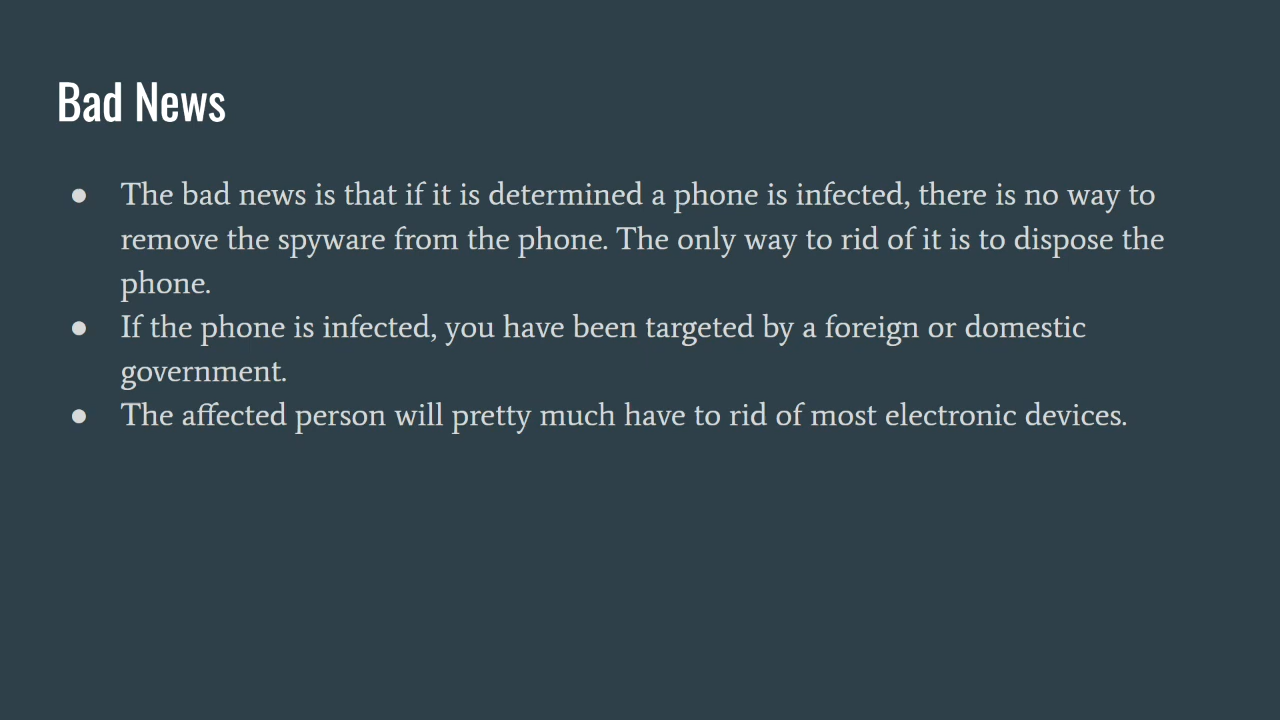 Bad News
● The bad news is that if it is determined a phone is infected, there is no way to
remove the spyware from the phone. The only way to rid of it is to dispose the
phone.
● If the phone is infected, you have been targeted by a foreign or domestic
government.
● The affected person will pretty much have to rid of most electronic devices.